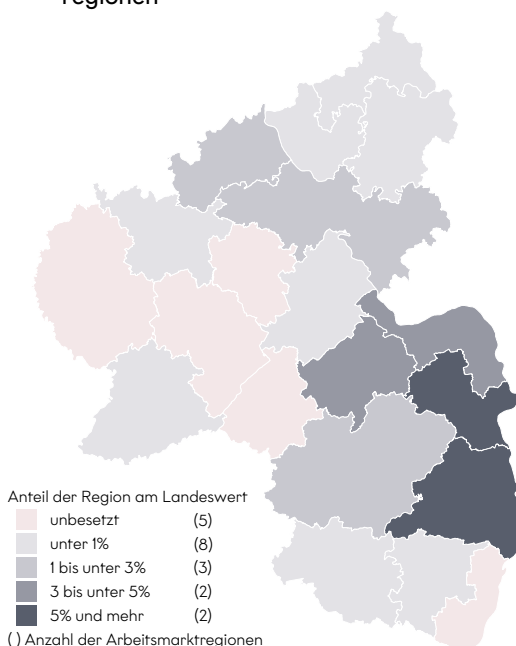 regionen
Anteil der Region am Landeswert
unbesetzt (5)
unter 1% (8)
1 bis unter 3% (3)
3 bis unter 5% (2)
5% und mehr (2)
( ) Anzahl der Arbeitsmarktregionen